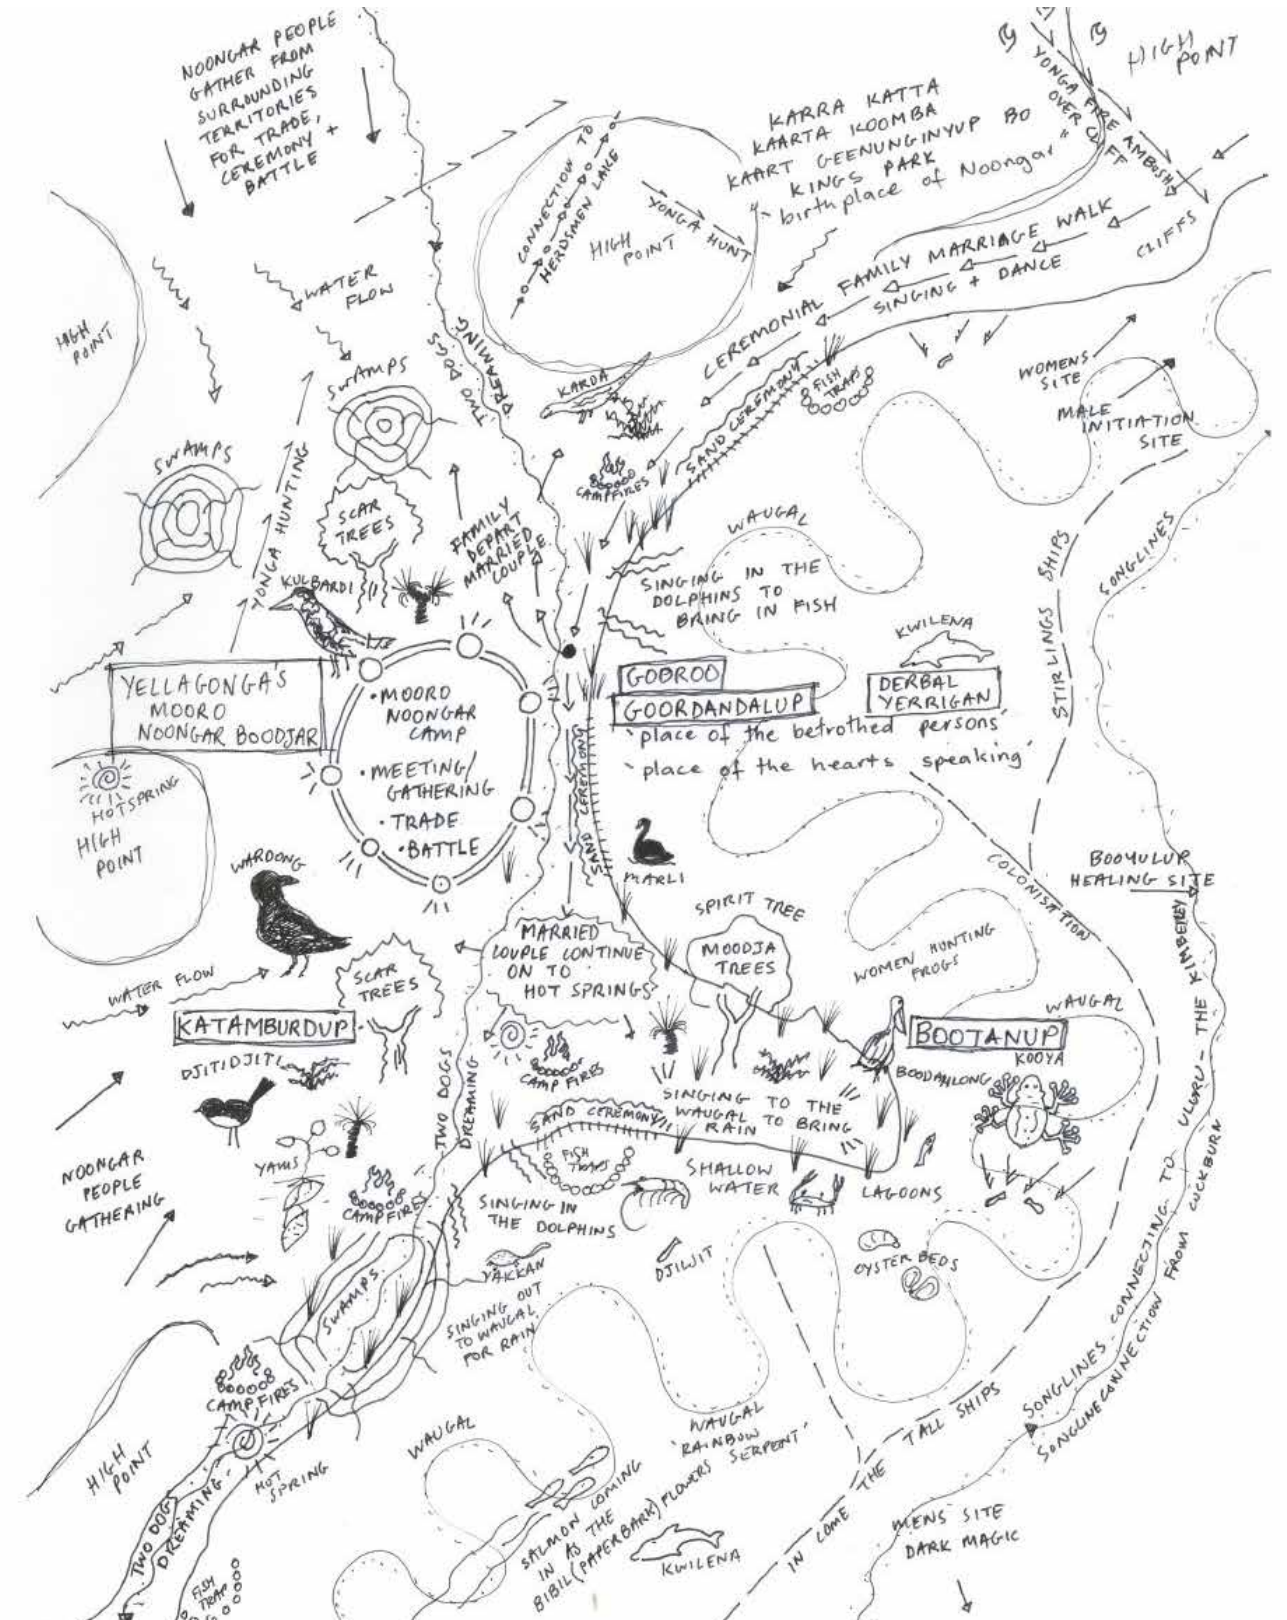 NOONGAR PEOPLE
GATHER FROM
SURROUNDING
TERRITORIES
FOR TRADE,
CEREMONY +
BATTLE
HIGH
POINT
YONGA FIRE AMBUSH
OVER CLIFF
KARRA KATTA
KAARTA KOOMBA
KAART GEENUNGINYUP BO
KINGS PARK
"birthplace of Noongar"
CONNECTION TO
HERDSMEN LAKE
YONGA HUNT
HIGH
POINT
CEREMONIAL FAMILY MARRIAGE WALK
SINGING + DANCE
CLIFFS
WATER
FLOW
HIGH
POINT
TWO DOGS
DREAMING
SWAMPS
SWAMPS
KARDA
FISH
TRAPS
SAND CEREMONY
CAMPFIRES
WOMENS
SITE
MALE
INITIATION
SITE
YONGA HUNTING
SCAR
TREES
FAMILY
DEPART
MARRIED
COUPLE
WAUGAL
STIRLINGS SHIPS
SONGLINES
KULBARDI
SINGING IN THE
DOLPHINS TO
BRING IN FISH
KWILENA
YELLAGONGA'S
MOORO
NOONGAR BOODJAR
•MOORO
NOONGAR
CAMP
•MEETING/
GATHERING
•TRADE
•BATTLE
GOOROO
GOORDANDALUP
DERBAL
YERRIGAN
'place of the betrothed persons'
'place of the hearts speaking'
SAND CEREMONY
HOTSPRING
HIGH
POINT
WARDONG
MARLI
COLONISATION
BOOYULUP
HEALING SITE
SPIRIT TREE
MOODJA
TREES
WOMEN HUNTING
FROGS
MARRIED
COUPLE CONTINUE
ON TO
HOT SPRINGS
SCAR
TREES
WATER FLOW
WAUGAL
KATAMBURDUP
BOOTANUP
KOOYA
DJITIDJITI
CAMP FIRES
BOODAHLONG
TWO DOGS
DREAMING
SAND CEREMONY
SINGING TO THE
WAUGAL TO BRING
RAIN
NOONGAR
PEOPLE
GATHERING
YAMS
CAMPFIRE
FISH
TRAPS
SHALLOW
WATER
LAGOONS
SINGING IN
THE DOLPHINS
SWAMPS
YAKKAN
DJILJIT
OYSTER BEDS
SINGING OUT
TO WAUGAL
FOR RAIN
CAMPFIRES
SONGLINES CONNECTING TO ULURU - THE KIMBERLEY
SONGLINE CONNECTION FROM COCKBURN
HIGH
POINT
HOT
SPRING
WAUGAL
WAUGAL
'RAINBOW
SERPENT'
IN COME THE TALL SHIPS
TWO DOG
DREAMING
SALMON COMING
IN AS THE
BIBIL (PAPERBARK) FLOWERS
KWILENA
MENS SITE
DARK MAGIC
FISH
TRAP